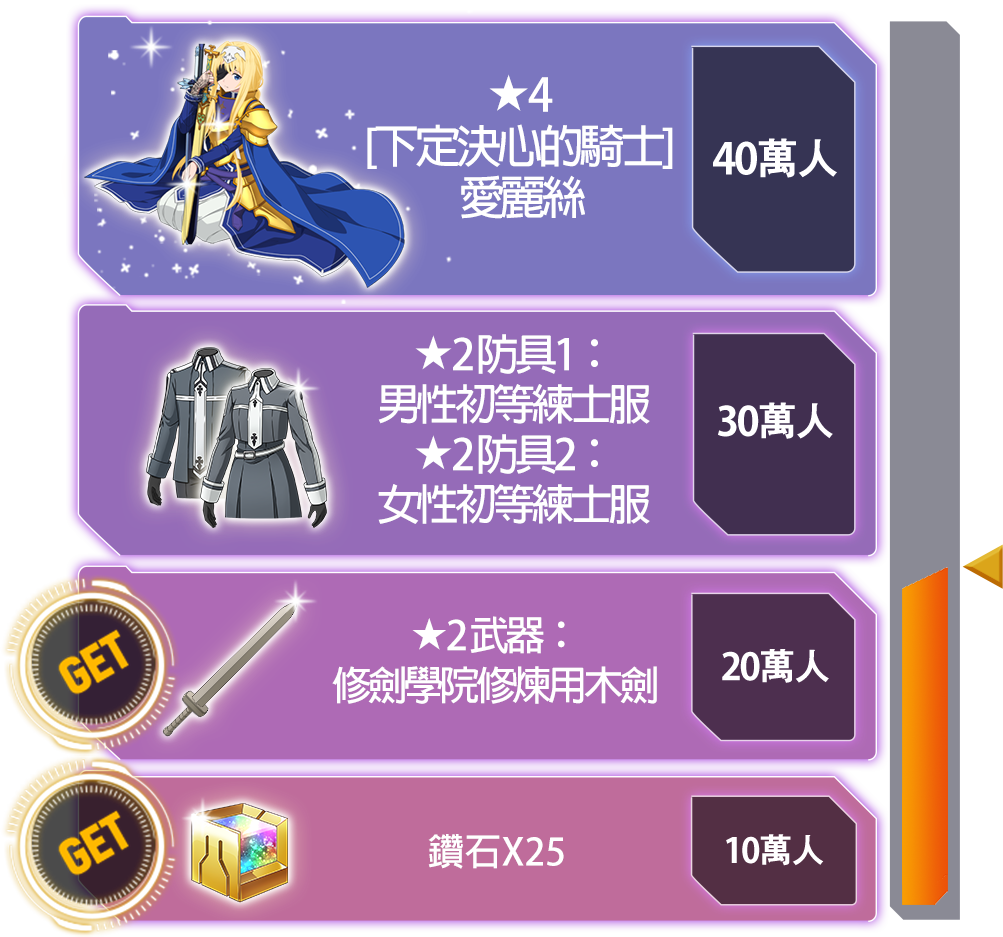 ★4
[下定決心的騎士]
愛麗絲
40萬人
★2防具1：
男性初等練士服
★2防具2：
女性初等練士服
30萬人
GET
★2武器：
修劍學院修煉用木劍
20萬人
GET
鑽石X25
10萬人